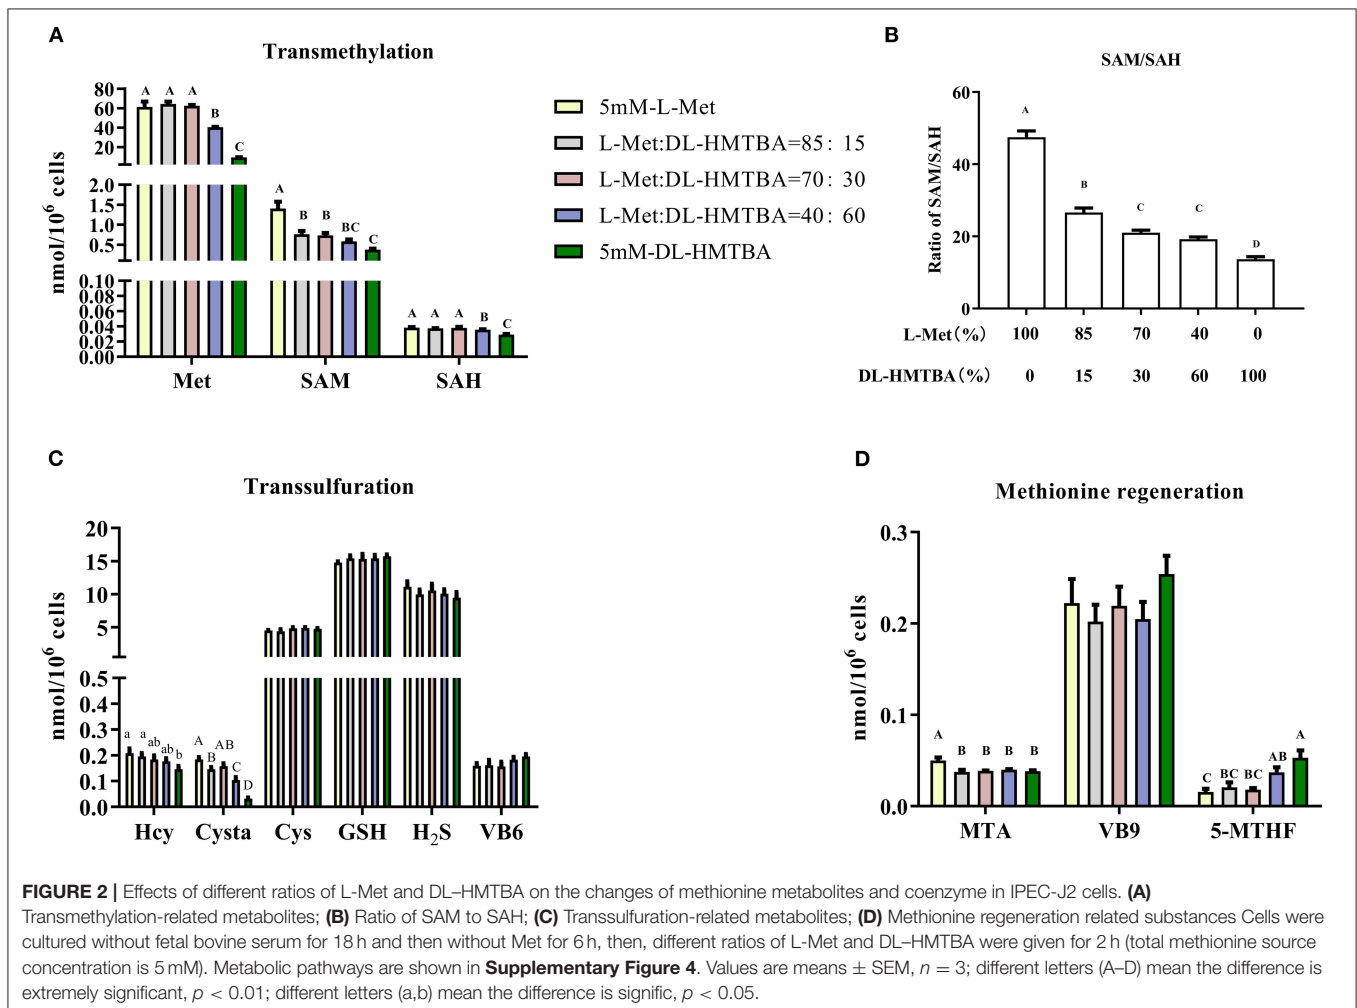 A
Transmethylation
nmol/10⁶ cells
80
60
40
20
2.0
1.5
1.0
0.5
0.10
0.08
0.06
0.04
0.02
0.00
A A A B C
A B B BC C
A A A B C
Met SAM SAH
5mM-L-Met
L-Met:DL-HMTBA=85: 15
L-Met:DL-HMTBA=70: 30
L-Met:DL-HMTBA=40: 60
5mM-DL-HMTBA
B
SAM/SAH
Ratio of SAM/SAH
60
40
20
0
A B C C D
L-Met(%) 100 85 70 40 0
DL-HMTBA(%) 0 15 30 60 100
C
Transsulfuration
nmol/10⁶ cells
20
15
10
5
0.5
0.4
0.3
0.2
0.1
0.0
a a ab ab b
A B AB C D
Hcy Cysta Cys GSH H₂S VB6
D
Methionine regeneration
nmol/10⁶ cells
0.3
0.2
0.1
0.0
A B B B B
C BC BC AB A
MTA VB9 5-MTHF
FIGURE 2 | Effects of different ratios of L-Met and DL–HMTBA on the changes of methionine metabolites and coenzyme in IPEC-J2 cells. (A)
Transmethylation-related metabolites; (B) Ratio of SAM to SAH; (C) Transsulfuration-related metabolites; (D) Methionine regeneration related substances Cells were
cultured without fetal bovine serum for 18 h and then without Met for 6 h, then, different ratios of L-Met and DL–HMTBA were given for 2 h (total methionine source
concentration is 5 mM). Metabolic pathways are shown in Supplementary Figure 4. Values are means ± SEM, n = 3; different letters (A–D) mean the difference is
extremely significant, p < 0.01; different letters (a,b) mean the difference is signific, p < 0.05.